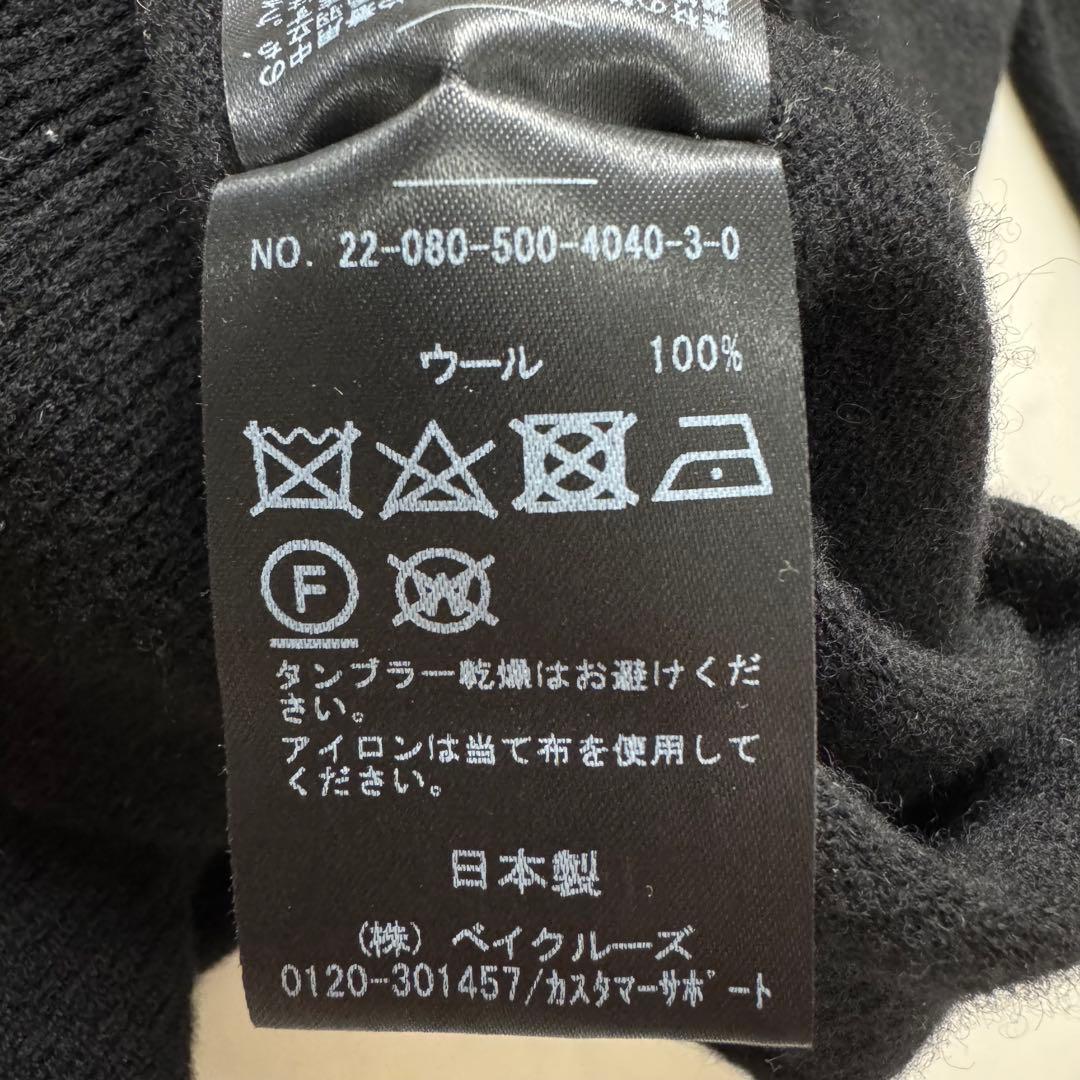 NO. 22-080-500-4040-3-0
ウール 100%
F W
タンブラー乾燥はお避けくだ
さい。
アイロンは当て布を使用して
ください。
日本製
(株) ベイクルーズ
0120-301457/カスタマーサポート